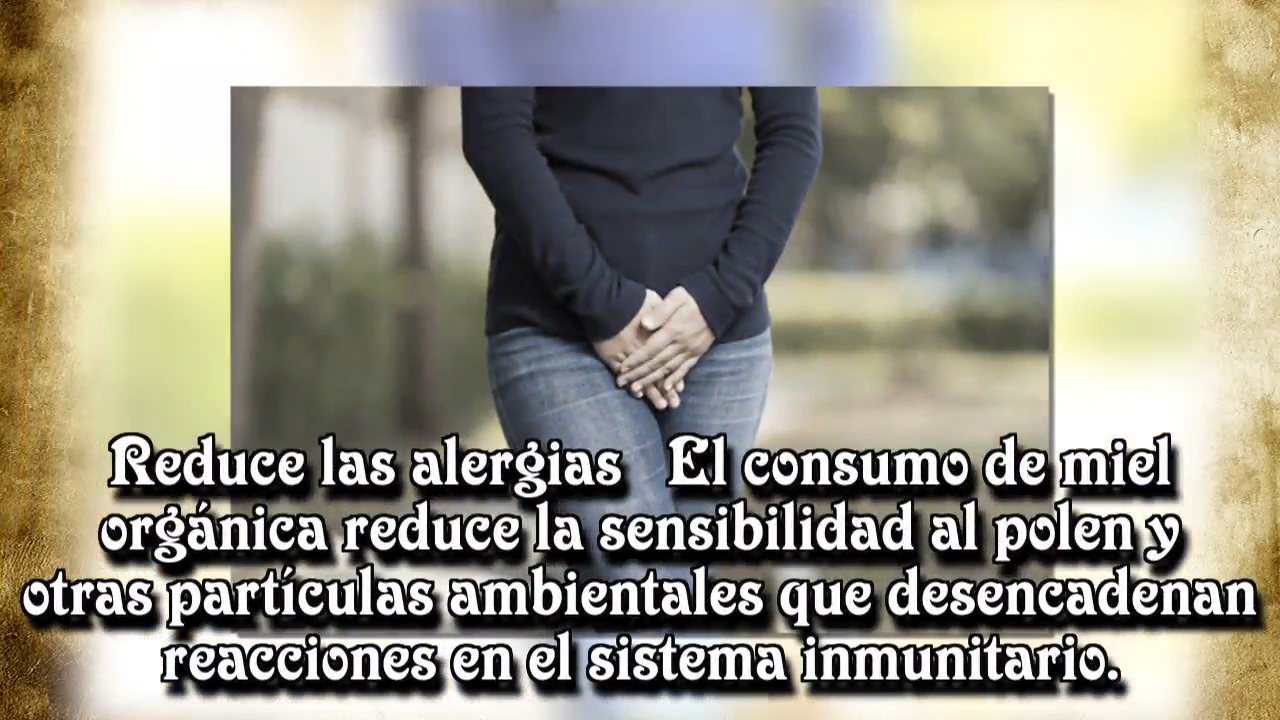 Reduce las alergias El consumo de miel
orgánica reduce la sensibilidad al polen y
otras partículas ambientales que desencadenan
reacciones en el sistema inmunitario.